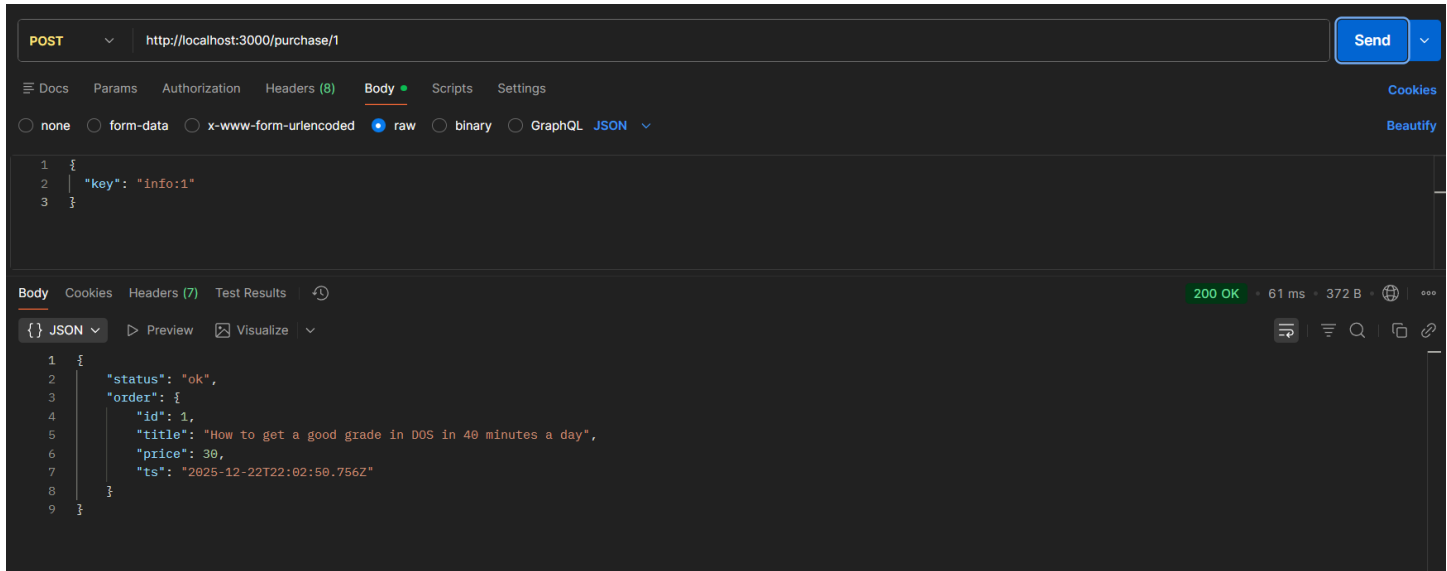 POST http://localhost:3000/purchase/1 Send
Docs Params Authorization Headers (8) Body Scripts Settings Cookies
none form-data x-www-form-urlencoded raw binary GraphQL JSON Beautify
1 {
2 "key": "info:1"
3 }
Body Cookies Headers (7) Test Results 200 OK • 61 ms • 372 B •
{} JSON Preview Visualize
1 {
2 "status": "ok",
3 "order": {
4 "id": 1,
5 "title": "How to get a good grade in DOS in 40 minutes a day",
6 "price": 30,
7 "ts": "2025-12-22T22:02:50.756Z"
8 }
9 }